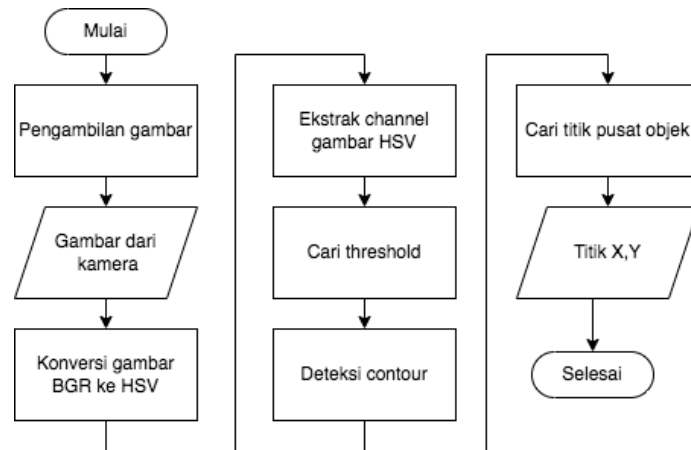 Mulai
Pengambilan gambar
Gambar dari
kamera
Konversi gambar
BGR ke HSV
Ekstrak channel
gambar HSV
Cari threshold
Deteksi contour
Cari titik pusat objek
Titik X,Y
Selesai